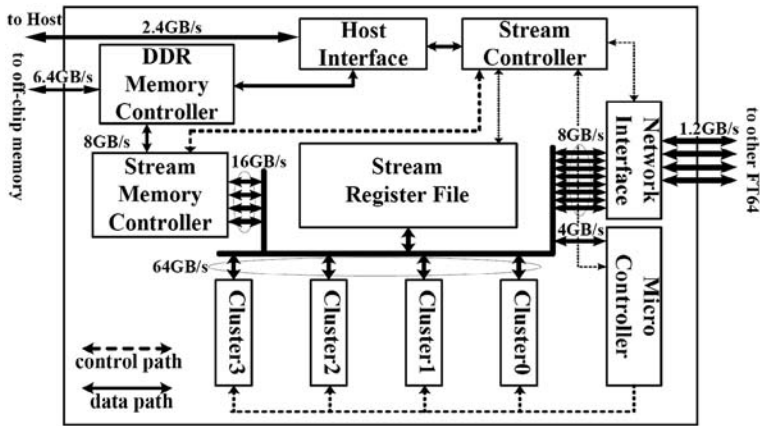 to Host
2.4GB/s
Host
Interface
Stream
Controller
to off-chip memory
6.4GB/s
DDR
Memory
Controller
8GB/s
Stream
Memory
Controller
16GB/s
Stream
Register File
8GB/s
Network
Interface
1.2GB/s
to other FT64
4GB/s
Micro
Controller
64GB/s
Cluster3
Cluster2
Cluster1
Cluster0
control path
data path